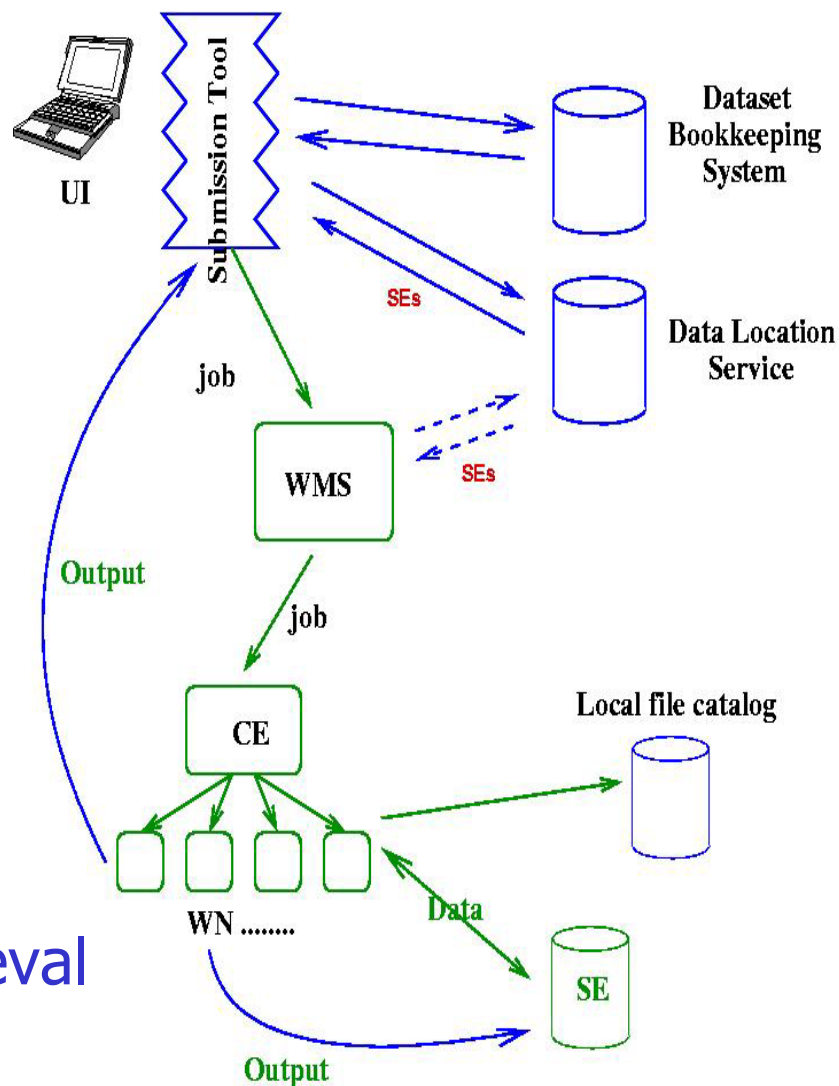 Submission Tool
UI
Dataset
Bookkeeping
System
SEs
Data Location
Service
job
SEs
WMS
Output
job
CE
Local file catalog
Data
WN ........
eval
SE
Output